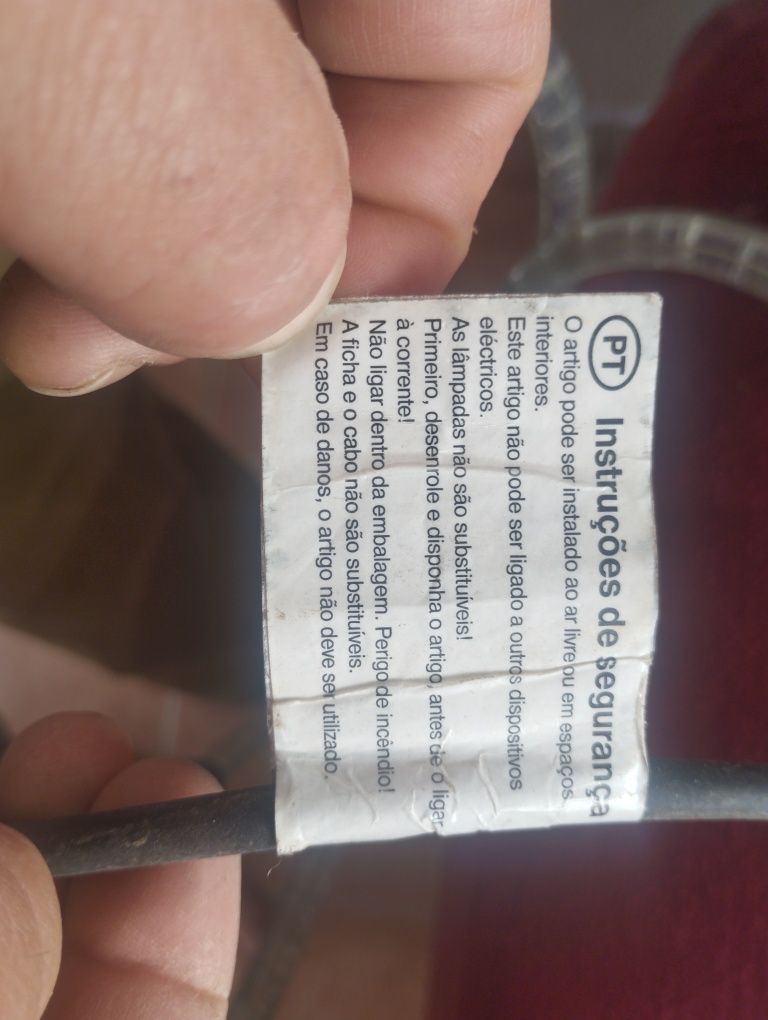 PT Instruções de segurança
O artigo pode ser instalado ao ar livre ou em espaços
interiores.
Este artigo não pode ser ligado a outros dispositivos
eléctricos.
As lâmpadas não são substituíveis!
Primeiro, desenrole e disponha o artigo, antes de o ligar
à corrente!
Não ligar dentro da embalagem. Perigo de incêndio!
A ficha e o cabo não são substituíveis.
Em caso de danos, o artigo não deve ser utilizado.